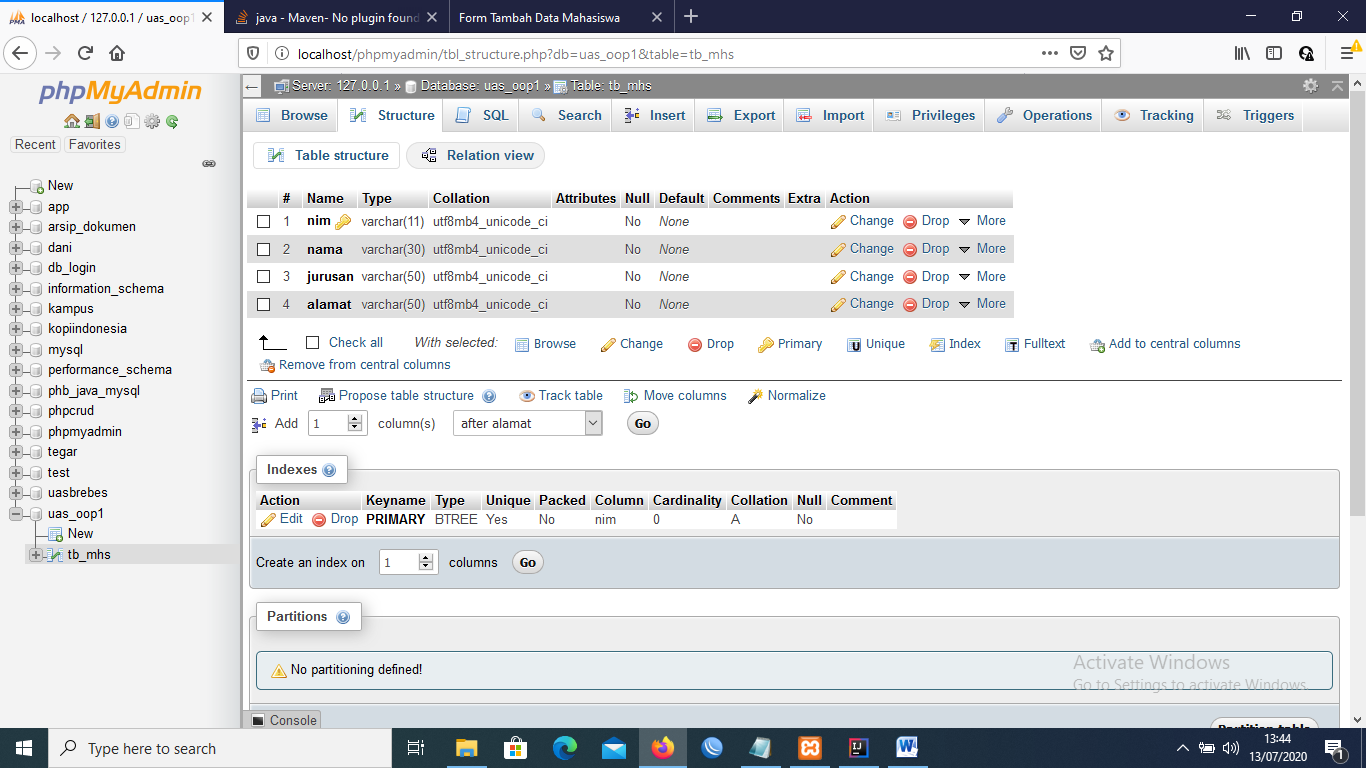 localhost / 127.0.0.1 / uas_oop1
java - Maven- No plugin found
Form Tambah Data Mahasiswa
localhost/phpmyadmin/tbl_structure.php?db=uas_oop1&table=tb_mhs
phpMyAdmin
Recent Favorites
New
app
arsip_dokumen
dani
db_login
information_schema
kampus
kopiindonesia
mysql
performance_schema
phb_java_mysql
phpcrud
phpmyadmin
tegar
test
uasbrebes
uas_oop1
New
tb_mhs
Server: 127.0.0.1 » Database: uas_oop1 » Table: tb_mhs
Browse Structure SQL Search Insert Export Import Privileges Operations Tracking Triggers
Table structure Relation view
# Name Type Collation Attributes Null Default Comments Extra Action
1 nim varchar(11) utf8mb4_unicode_ci No None Change Drop More
2 nama varchar(30) utf8mb4_unicode_ci No None Change Drop More
3 jurusan varchar(50) utf8mb4_unicode_ci No None Change Drop More
4 alamat varchar(50) utf8mb4_unicode_ci No None Change Drop More
Check all With selected: Browse Change Drop Primary Unique Index Fulltext Add to central columns
Remove from central columns
Print Propose table structure Track table Move columns Normalize
Add 1 column(s) after alamat Go
Indexes
Action Keyname Type Unique Packed Column Cardinality Collation Null Comment
Edit Drop PRIMARY BTREE Yes No nim 0 A No
Create an index on 1 columns Go
Partitions
No partitioning defined!
Activate Windows
Go to Settings to activate Windows.
Partition table
Console
Type here to search
13:44
13/07/2020
1